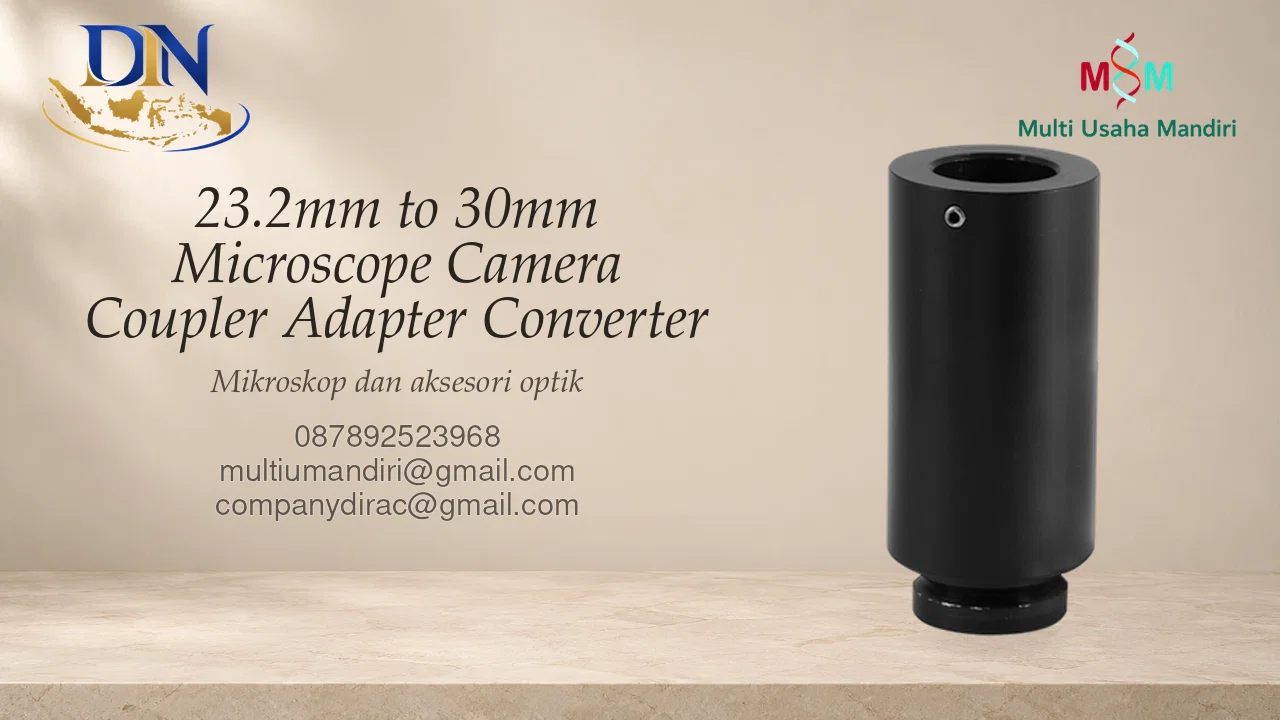 DN
M M
Multi Usaha Mandiri
23.2mm to 30mm
Microscope Camera
Coupler Adapter Converter
Mikroskop dan aksesori optik
087892523968
multiumandiri@gmail.com
companydirac@gmail.com